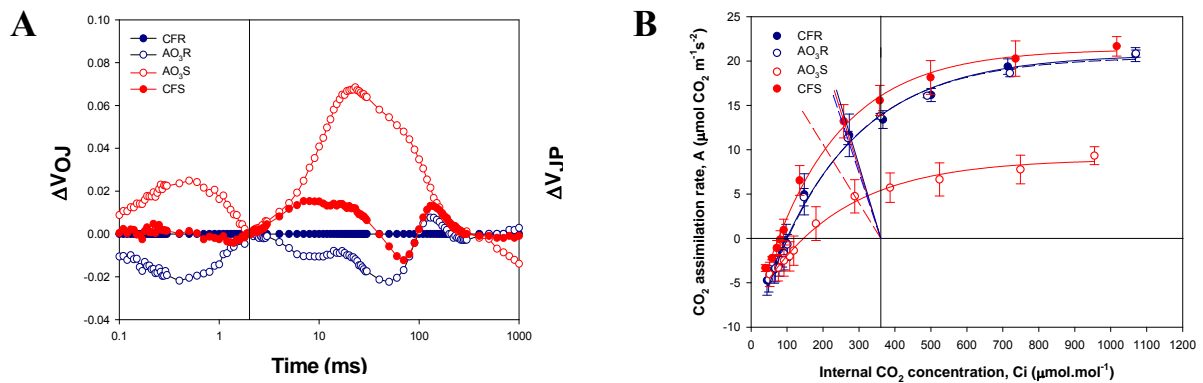 A
ΔV_OJ
0.10
0.08
0.06
0.04
0.02
0.00
-0.02
-0.04
CFR
AO₃R
AO₃S
CFS
0.1
1
10
100
1000
Time (ms)
ΔV_JP
B
CO₂ assimilation rate, A (μmol CO₂ m⁻¹s⁻²)
25
20
15
10
5
0
-5
-10
CFR
AO₃R
AO₃S
CFS
0 100 200 300 400 500 600 700 800 900 1000 1100 1200
Internal CO₂ concentration, Ci (μmol.mol⁻¹)